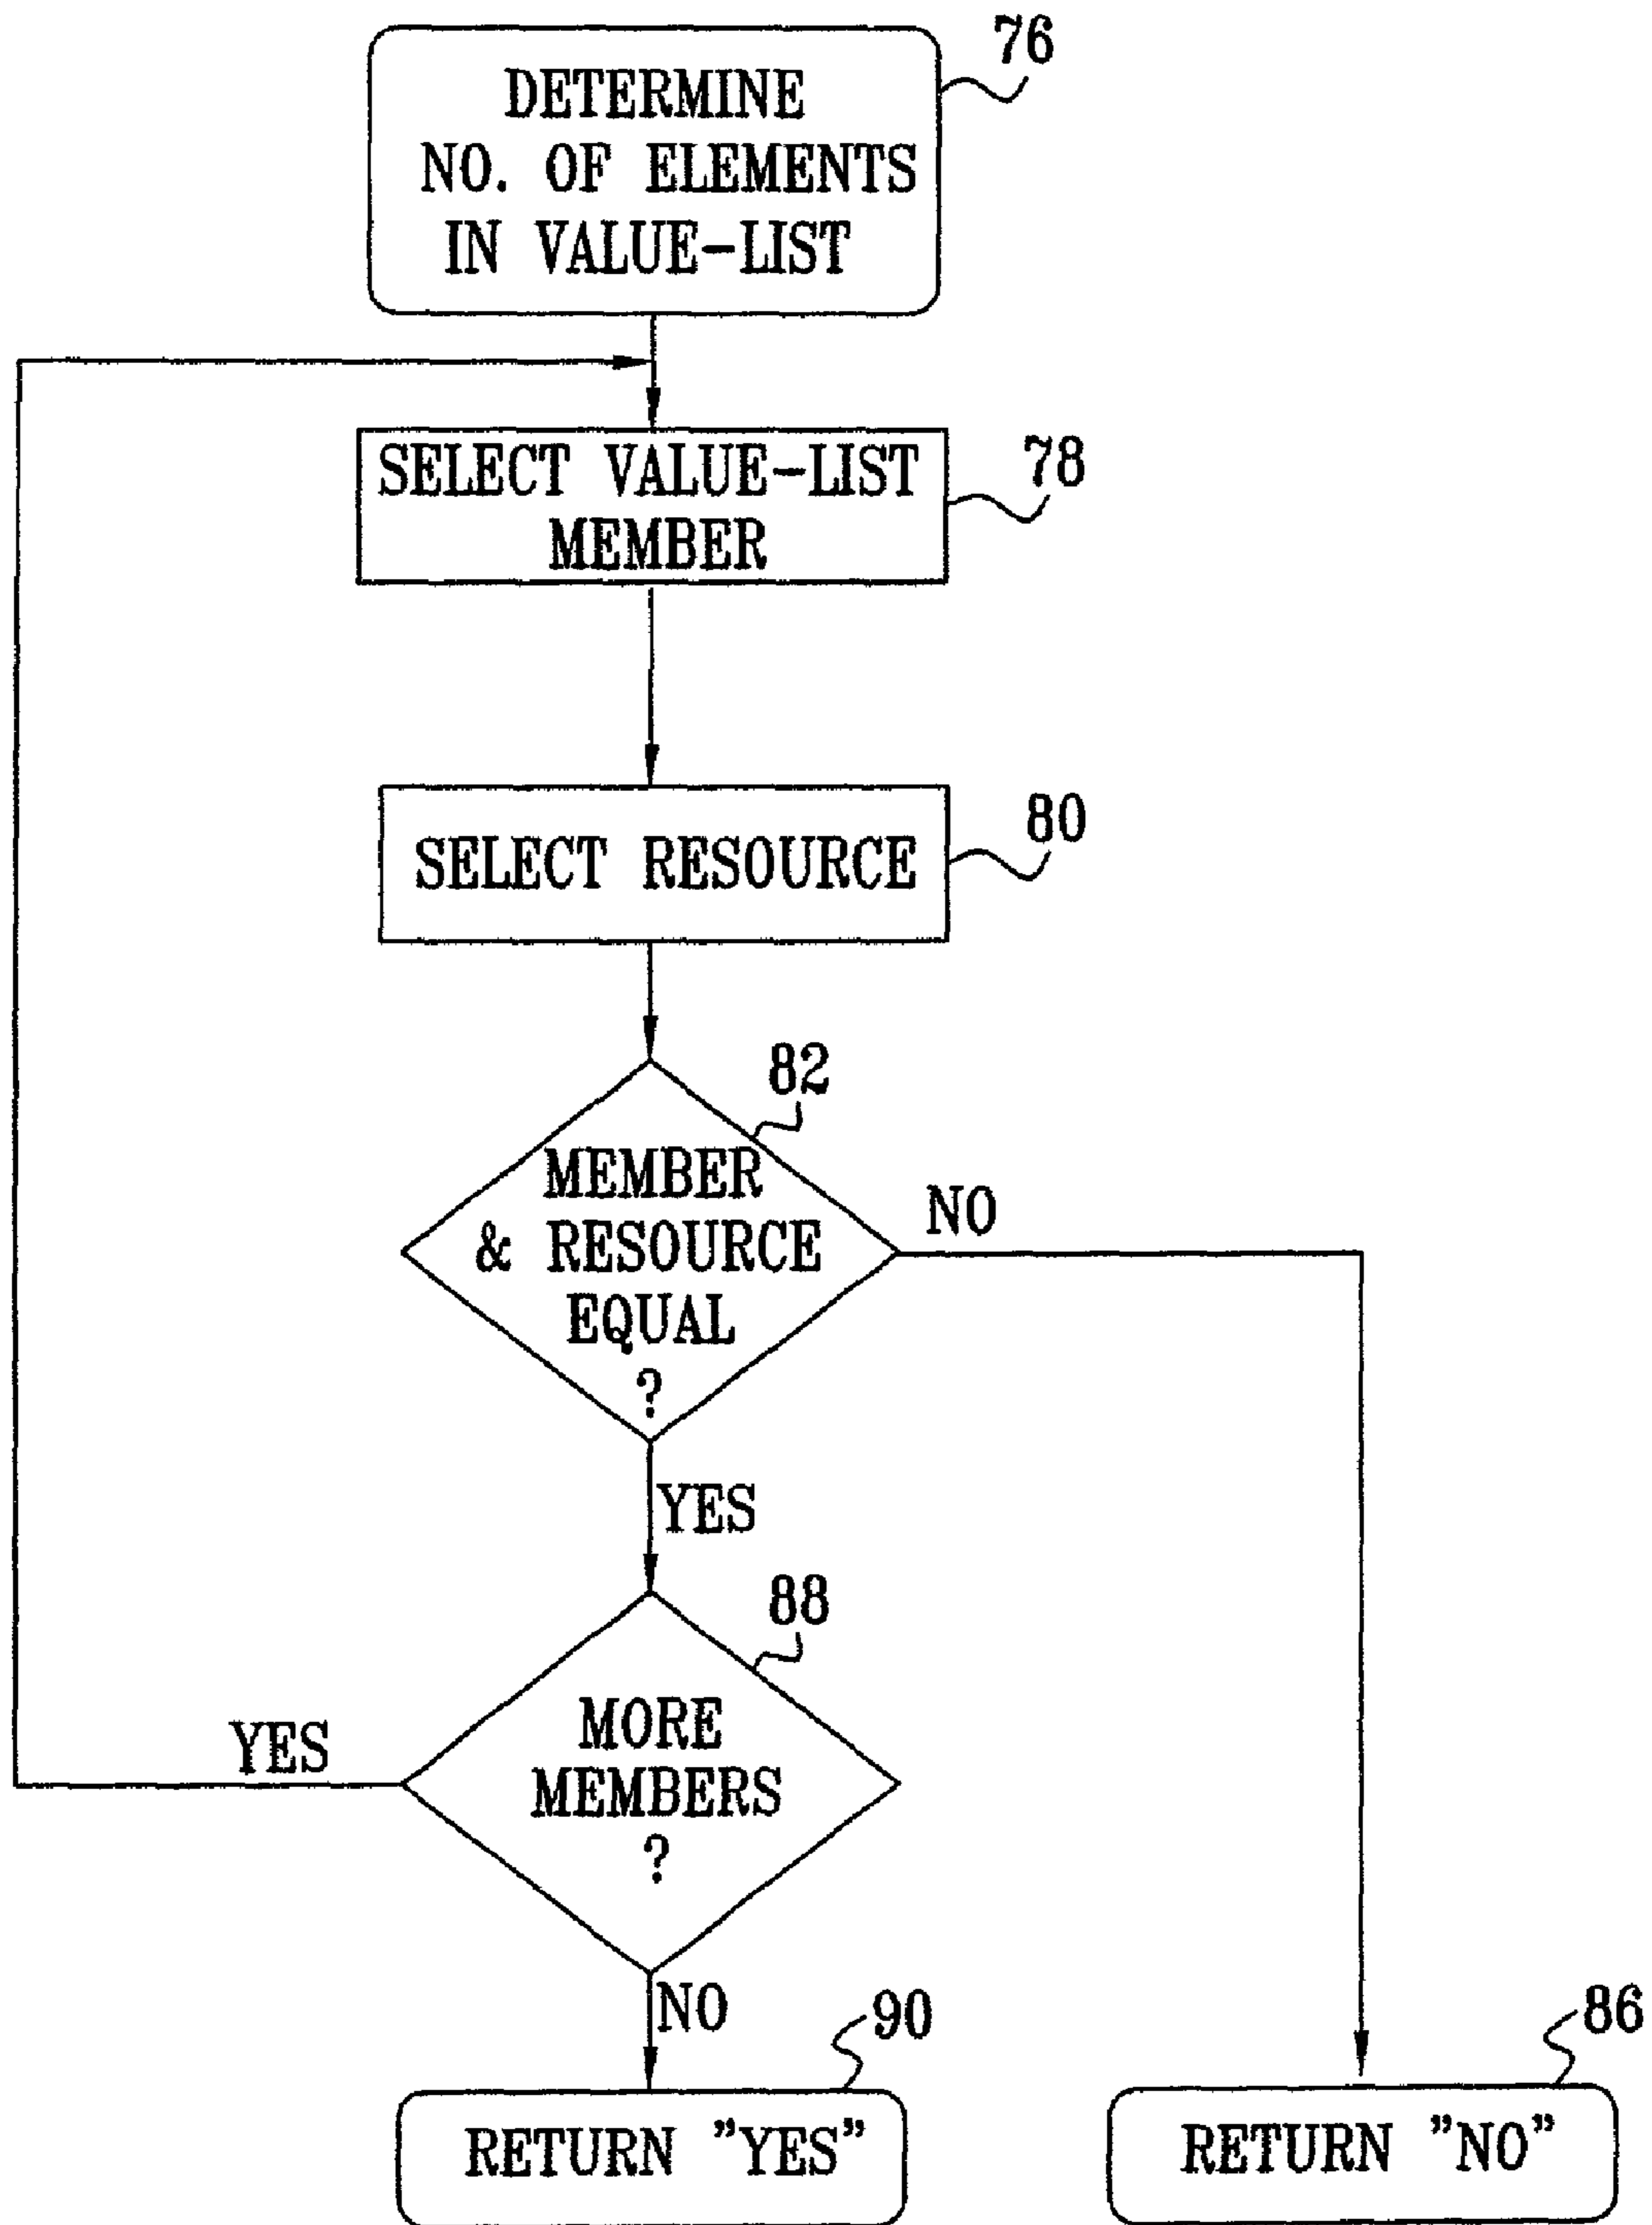 76
DETERMINE
NO. OF ELEMENTS
IN VALUE-LIST
78
SELECT VALUE-LIST
MEMBER
80
SELECT RESOURCE
82
MEMBER
& RESOURCE
EQUAL
?
NO
YES
88
MORE
MEMBERS
?
YES
NO
90
RETURN "YES"
86
RETURN "NO"